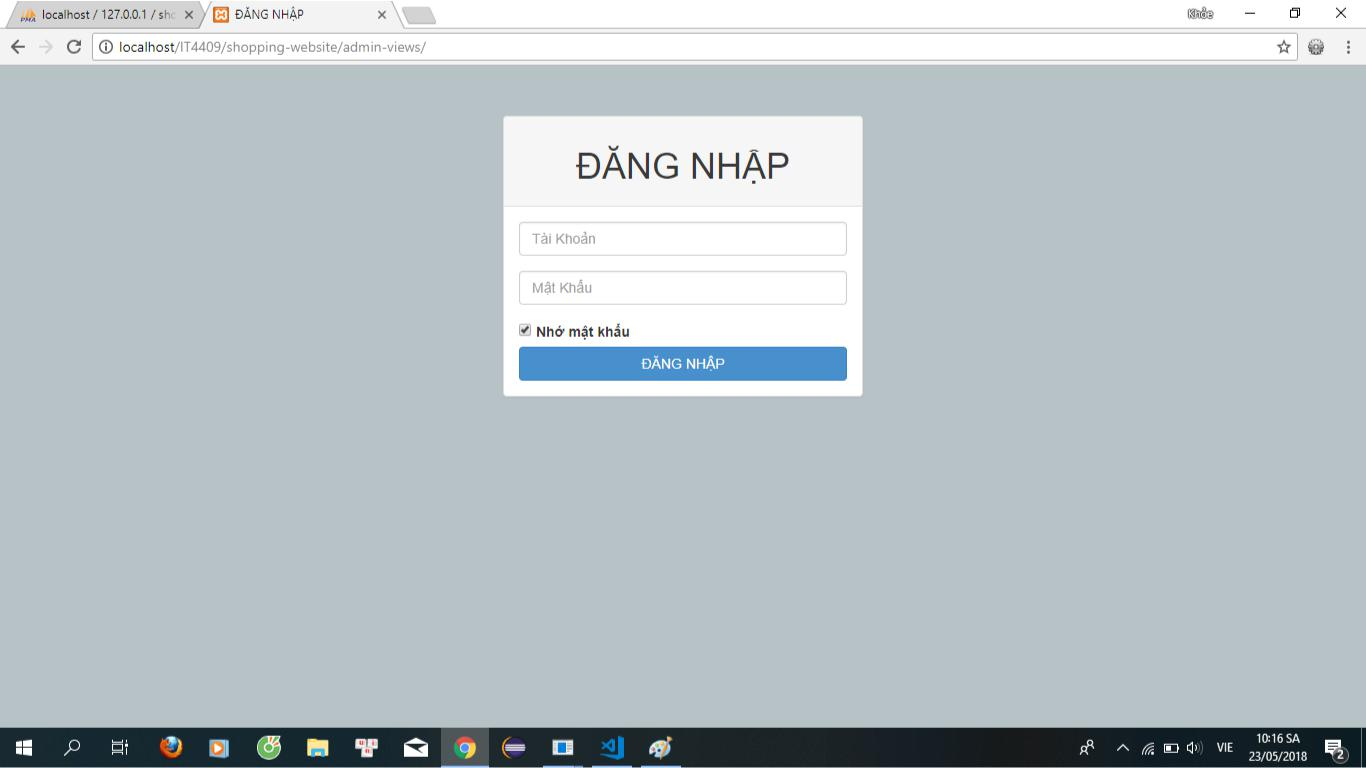 localhost / 127.0.0.1 / sho
ĐĂNG NHẬP
Khỏe
localhost/IT4409/shopping-website/admin-views/
ĐĂNG NHẬP
Tài Khoản
Mật Khẩu
Nhớ mật khẩu
ĐĂNG NHẬP
VIE
10:16 SA
23/05/2018
2